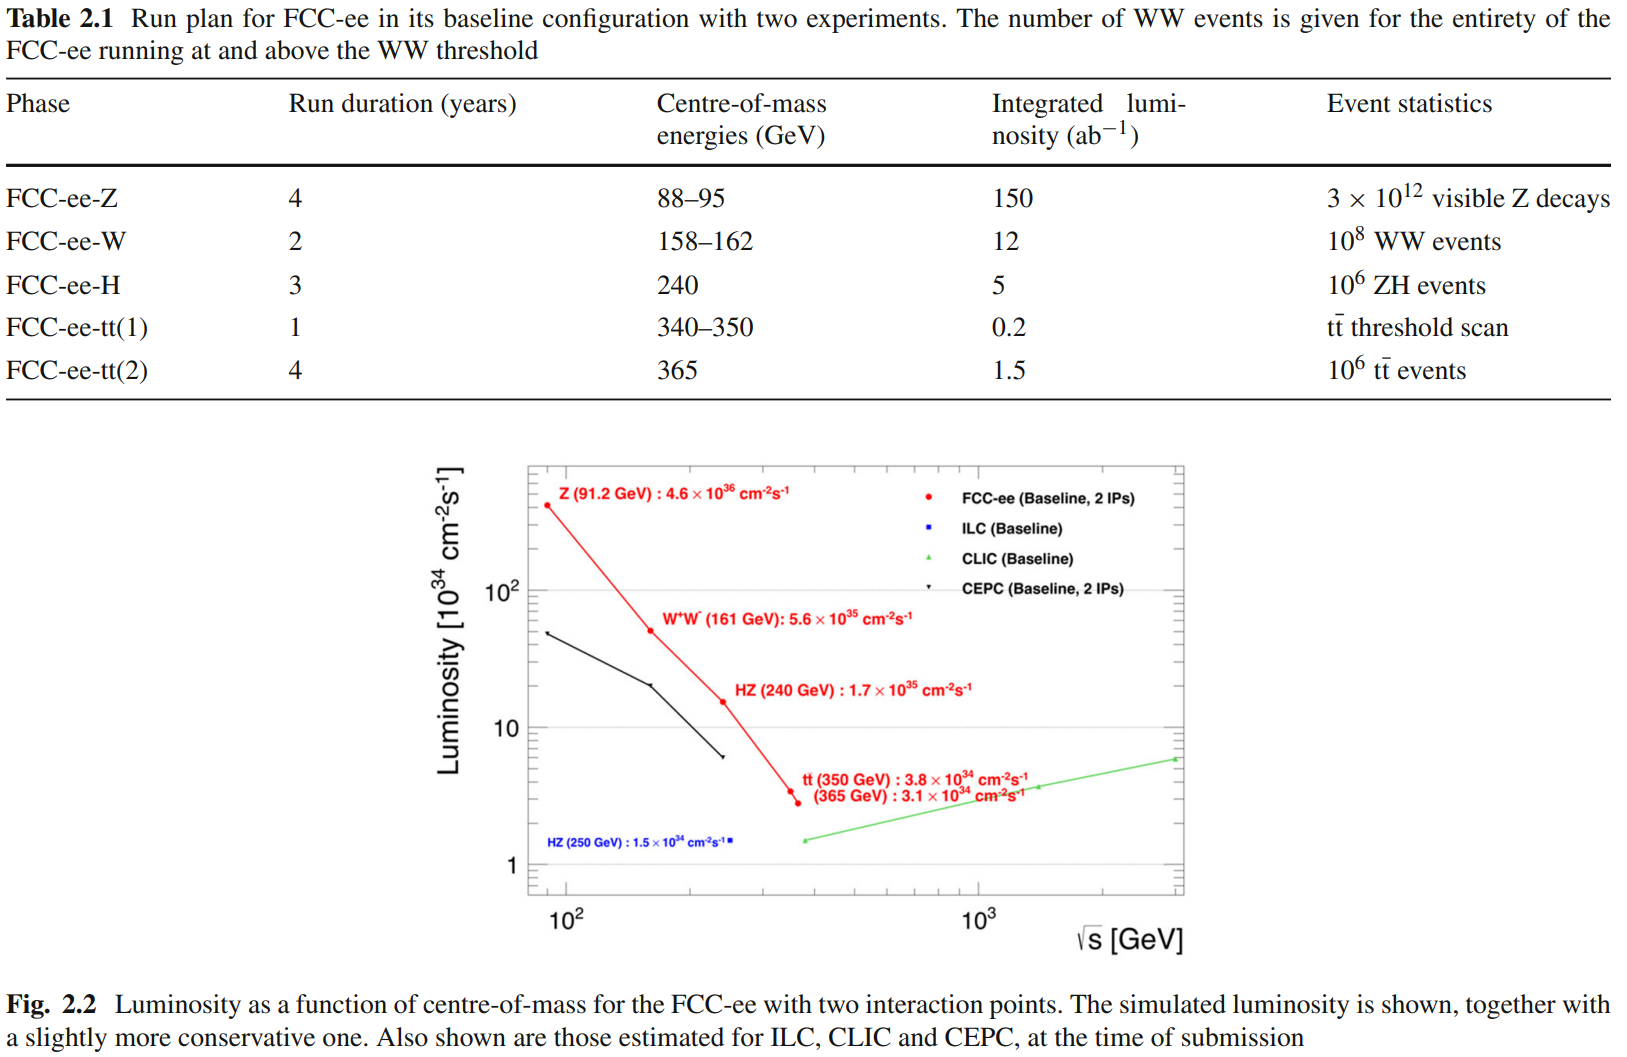 Table 2.1 Run plan for FCC-ee in its baseline configuration with two experiments. The number of WW events is given for the entirety of the
FCC-ee running at and above the WW threshold
Phase Run duration (years) Centre-of-mass energies (GeV) Integrated lumi-nosity (ab⁻¹) Event statistics
FCC-ee-Z 4 88–95 150 3 × 10¹² visible Z decays
FCC-ee-W 2 158–162 12 10⁸ WW events
FCC-ee-H 3 240 5 10⁶ ZH events
FCC-ee-tt(1) 1 340–350 0.2 tt̄ threshold scan
FCC-ee-tt(2) 4 365 1.5 10⁶ tt̄ events
Luminosity [10³⁴ cm⁻²s⁻¹]
10²
10
1
Z (91.2 GeV) : 4.6 × 10³⁶ cm⁻²s⁻¹
W⁺W⁻ (161 GeV): 5.6 × 10³⁵ cm⁻²s⁻¹
HZ (240 GeV) : 1.7 × 10³⁵ cm⁻²s⁻¹
tt̄ (350 GeV) : 3.8 × 10³⁴ cm⁻²s⁻¹
(365 GeV) : 3.1 × 10³⁴ cm⁻²s⁻¹
HZ (250 GeV) : 1.5 × 10³⁴ cm⁻²s⁻¹
FCC-ee (Baseline, 2 IPs)
ILC (Baseline)
CLIC (Baseline)
CEPC (Baseline, 2 IPs)
10²
10³
√s [GeV]
Fig. 2.2 Luminosity as a function of centre-of-mass for the FCC-ee with two interaction points. The simulated luminosity is shown, together with
a slightly more conservative one. Also shown are those estimated for ILC, CLIC and CEPC, at the time of submission